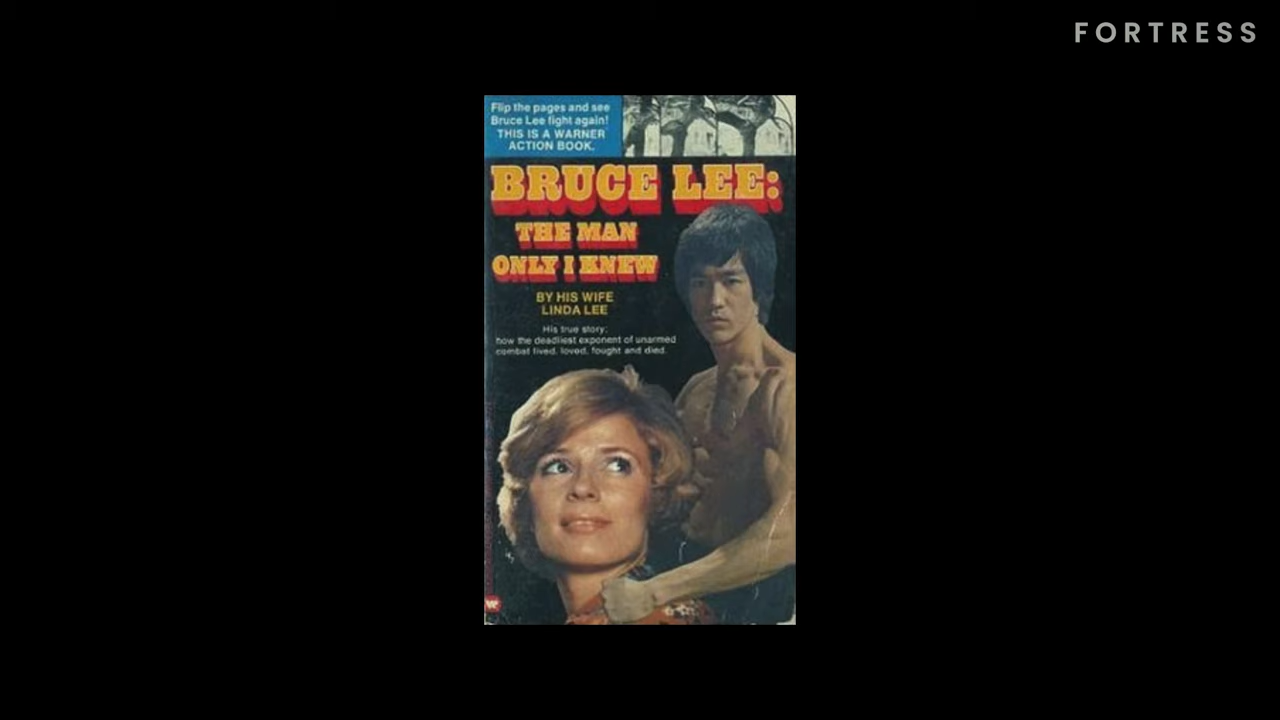 FORTRESS
Flip the pages and see
Bruce Lee fight again!
THIS IS A WARNER
ACTION BOOK.
BRUCE LEE:
THE MAN
ONLY I KNEW
BY HIS WIFE
LINDA LEE
His true story:
how the deadliest exponent of unarmed
combat lived, loved, fought and died.